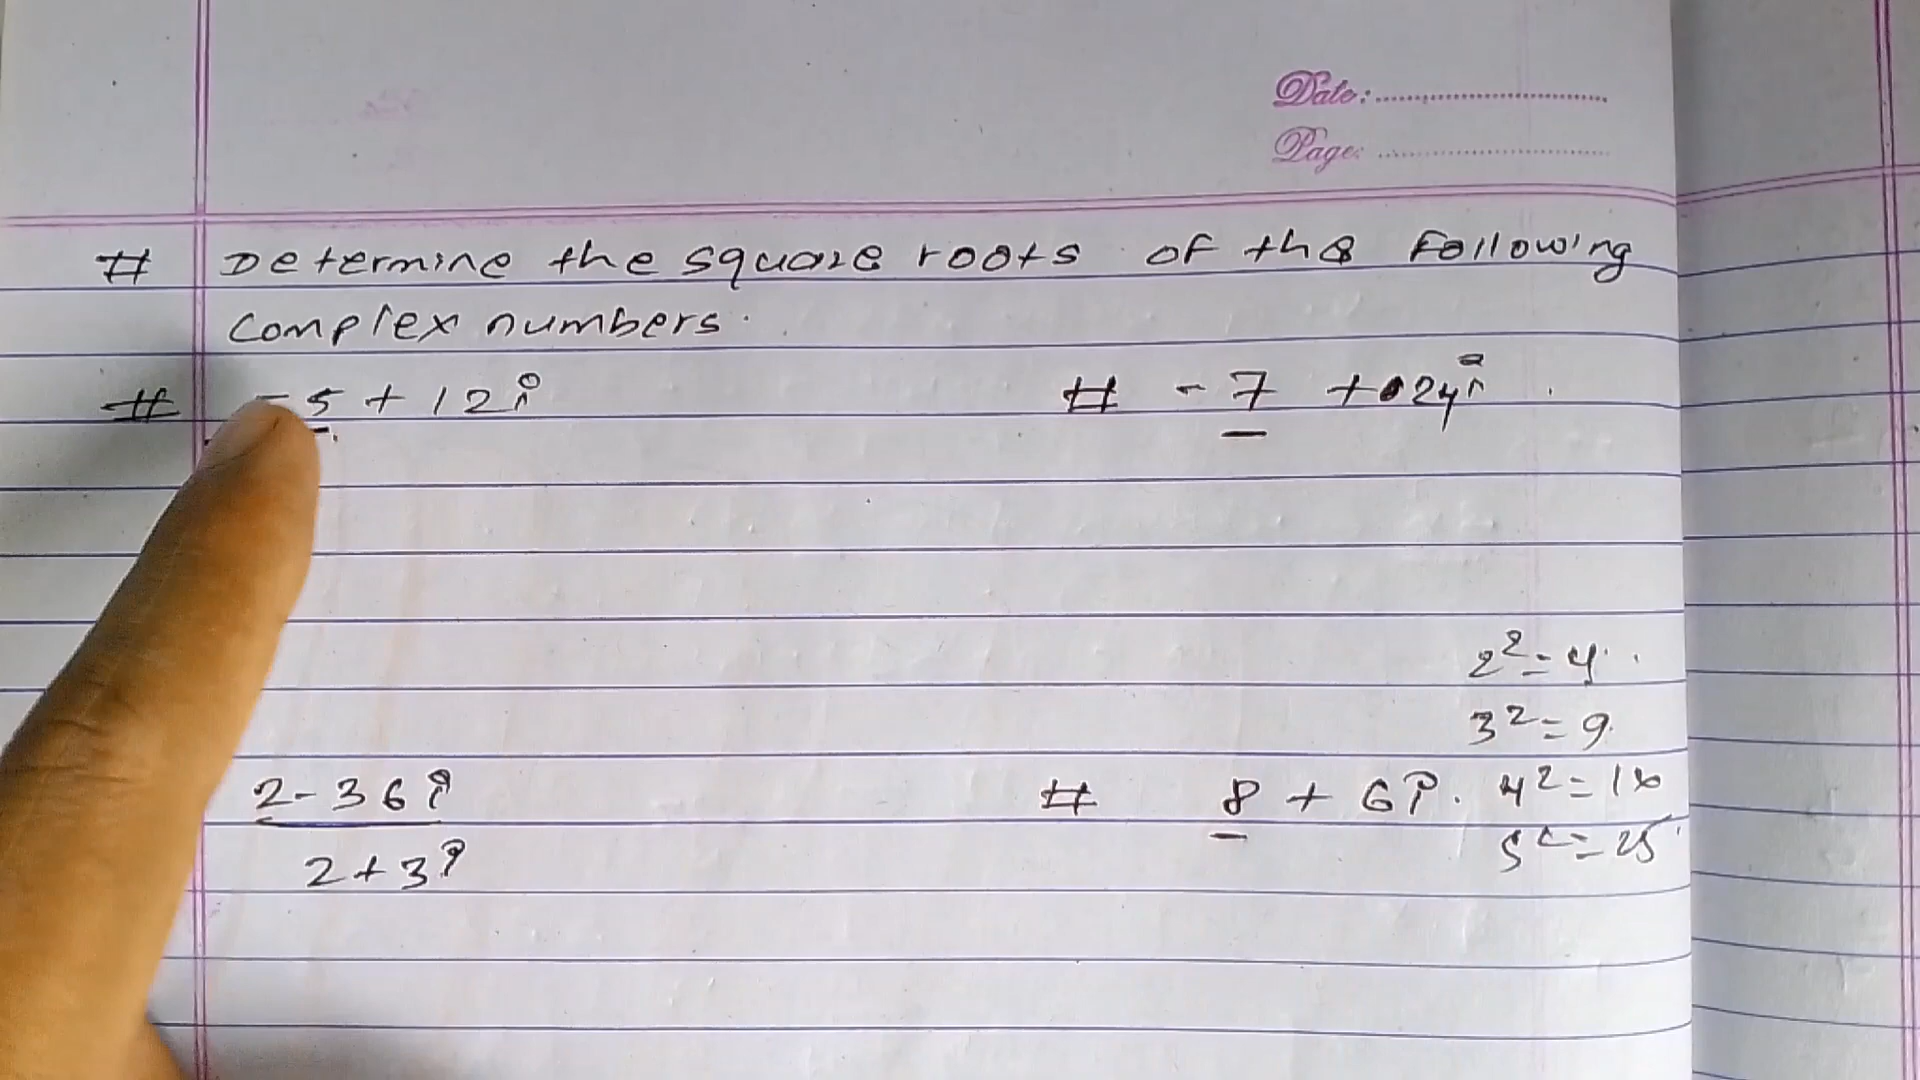 Date:
Page:
# Determine the square roots of the following
complex numbers.
# -5 + 12i
# -7 + 24i
2² = 4
3² = 9
2-36i
2+3i
# 8 + 6i
4² = 16
5² = 25